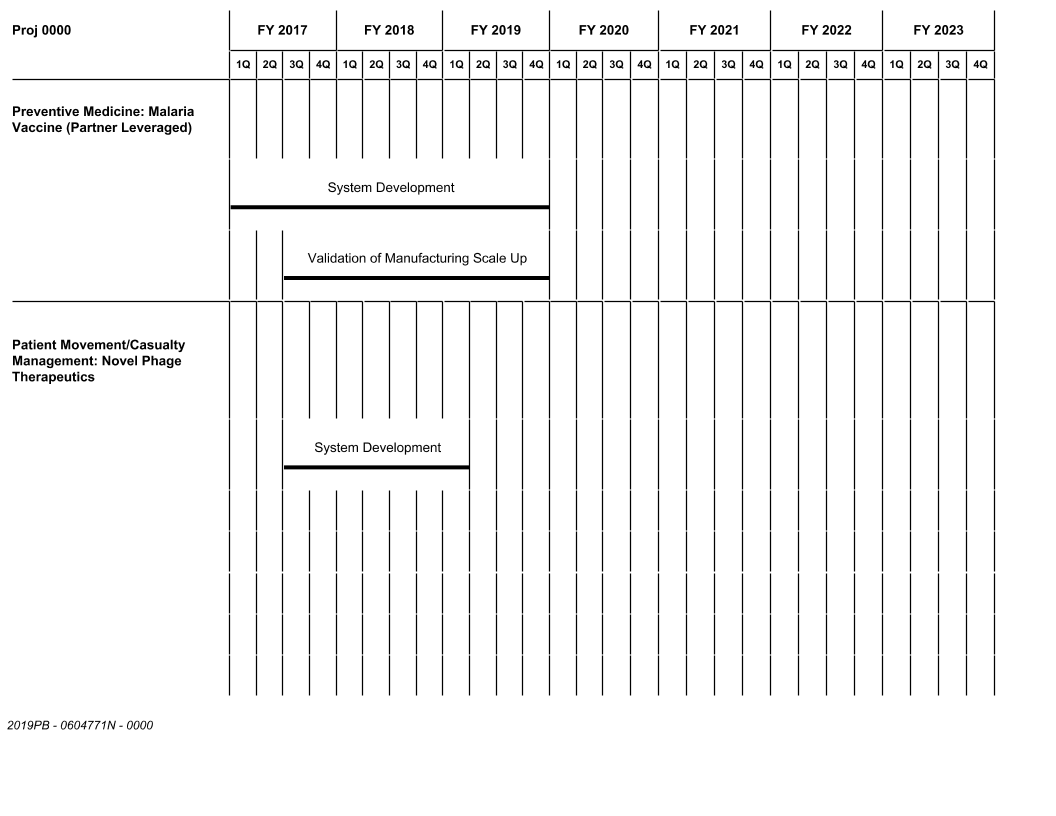 Proj 0000 FY 2017 FY 2018 FY 2019 FY 2020 FY 2021 FY 2022 FY 2023
1Q 2Q 3Q 4Q 1Q 2Q 3Q 4Q 1Q 2Q 3Q 4Q 1Q 2Q 3Q 4Q 1Q 2Q 3Q 4Q 1Q 2Q 3Q 4Q 1Q 2Q 3Q 4Q
Preventive Medicine: Malaria
Vaccine (Partner Leveraged)
System Development
Validation of Manufacturing Scale Up
Patient Movement/Casualty
Management: Novel Phage
Therapeutics
System Development
2019PB - 0604771N - 0000